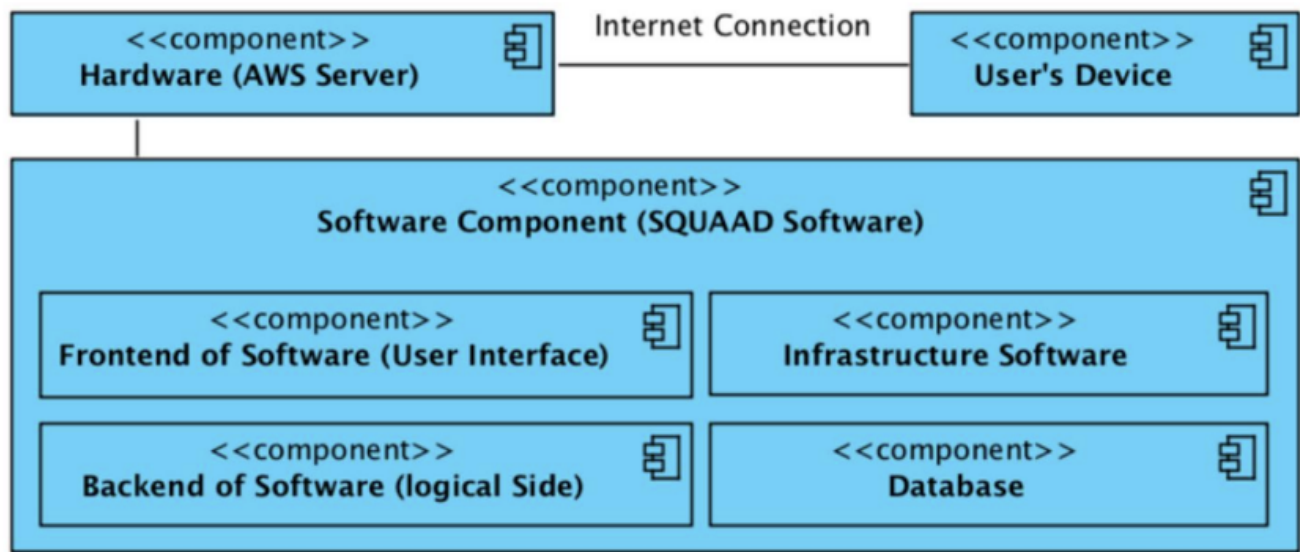 <<component>>
Hardware (AWS Server)
Internet Connection
<<component>>
User's Device
<<component>>
Software Component (SQUAAD Software)
<<component>>
Frontend of Software (User Interface)
<<component>>
Infrastructure Software
<<component>>
Backend of Software (logical Side)
<<component>>
Database